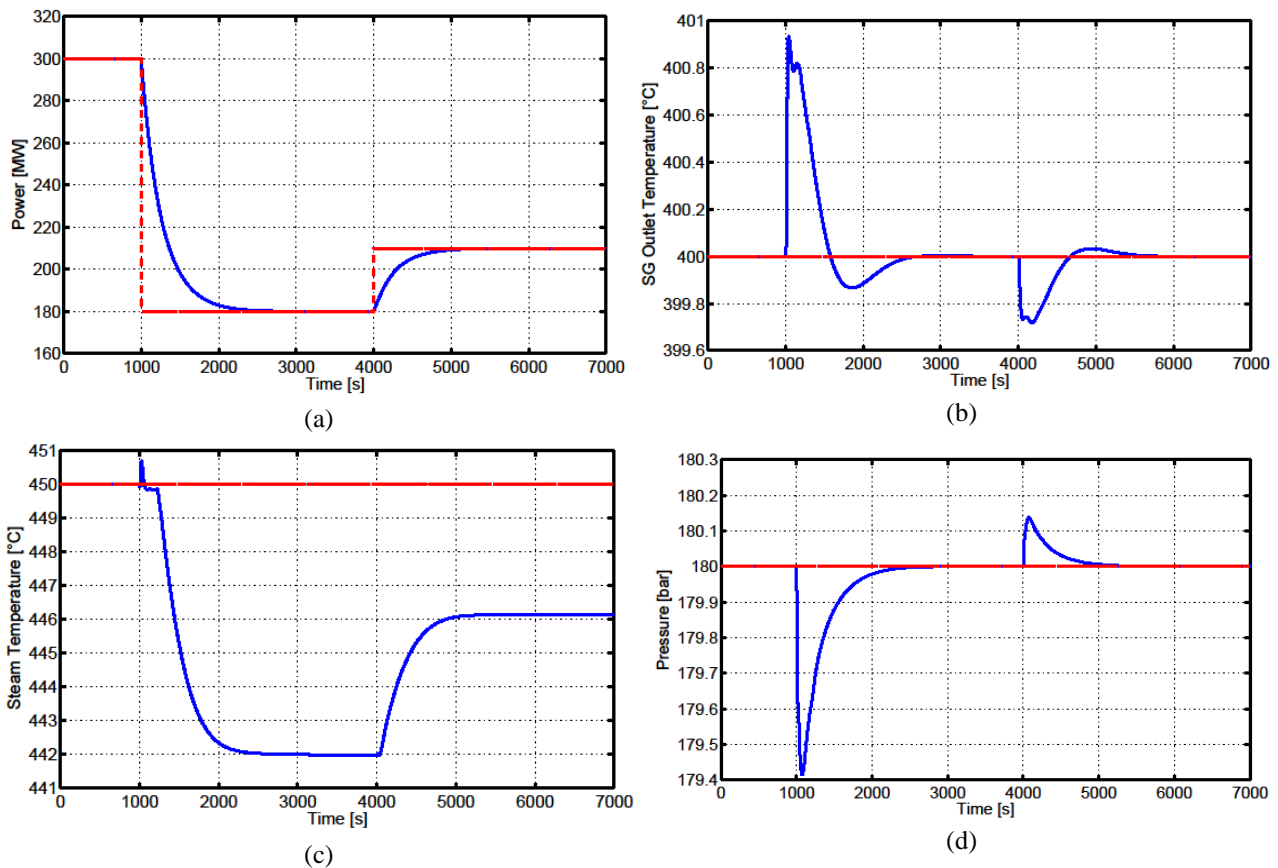 320
300
280
260
240
220
200
180
160
Power [MW]
0 1000 2000 3000 4000 5000 6000 7000
Time [s]
(a)
401
400.8
400.6
400.4
400.2
400
399.8
399.6
SG Outlet Temperature [°C]
0 1000 2000 3000 4000 5000 6000 7000
Time [s]
(b)
451
450
449
448
447
446
445
444
443
442
441
Steam Temperature [°C]
0 1000 2000 3000 4000 5000 6000 7000
Time [s]
(c)
180.3
180.2
180.1
180
179.9
179.8
179.7
179.6
179.5
179.4
Pressure [bar]
0 1000 2000 3000 4000 5000 6000 7000
Time [s]
(d)